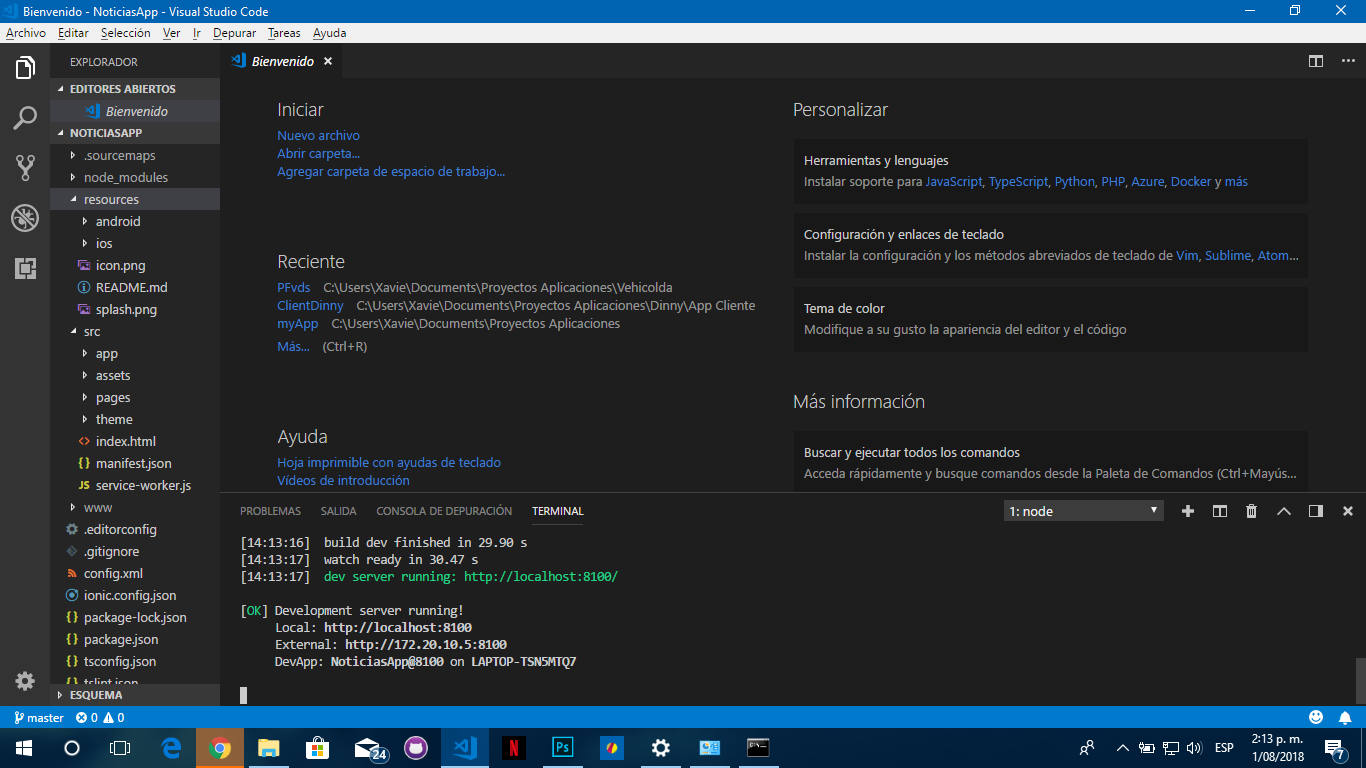 Bienvenido - NoticiasApp - Visual Studio Code
Archivo Editar Selección Ver Ir Depurar Tareas Ayuda
EXPLORADOR
EDITORES ABIERTOS
Bienvenido
NOTICIASAPP
.sourcemaps
node_modules
resources
android
ios
icon.png
README.md
splash.png
src
app
assets
pages
theme
index.html
manifest.json
JS service-worker.js
www
.editorconfig
.gitignore
config.xml
ionic.config.json
package-lock.json
package.json
tsconfig.json
tslint.json
ESQUEMA
Bienvenido
Iniciar
Nuevo archivo
Abrir carpeta...
Agregar carpeta de espacio de trabajo...
Reciente
PFvds C:\Users\Xavie\Documents\Proyectos Aplicaciones\Vehicolda
ClientDinny C:\Users\Xavie\Documents\Proyectos Aplicaciones\Dinny\App Cliente
myApp C:\Users\Xavie\Documents\Proyectos Aplicaciones
Más... (Ctrl+R)
Ayuda
Hoja imprimible con ayudas de teclado
Vídeos de introducción
Personalizar
Herramientas y lenguajes
Instalar soporte para JavaScript, TypeScript, Python, PHP, Azure, Docker y más
Configuración y enlaces de teclado
Instalar la configuración y los métodos abreviados de teclado de Vim, Sublime, Atom...
Tema de color
Modifique a su gusto la apariencia del editor y el código
Más información
Buscar y ejecutar todos los comandos
Acceda rápidamente y busque comandos desde la Paleta de Comandos (Ctrl+Mayús...
PROBLEMAS SALIDA CONSOLA DE DEPURACIÓN TERMINAL
1: node
[14:13:16] build dev finished in 29.90 s
[14:13:17] watch ready in 30.47 s
[14:13:17] dev server running: http://localhost:8100/
[OK] Development server running!
Local: http://localhost:8100
External: http://172.20.10.5:8100
DevApp: NoticiasApp@8100 on LAPTOP-TSN5MTQ7
master 0 0
24
N
Ps
ESP
2:13 p. m.
1/08/2018
7